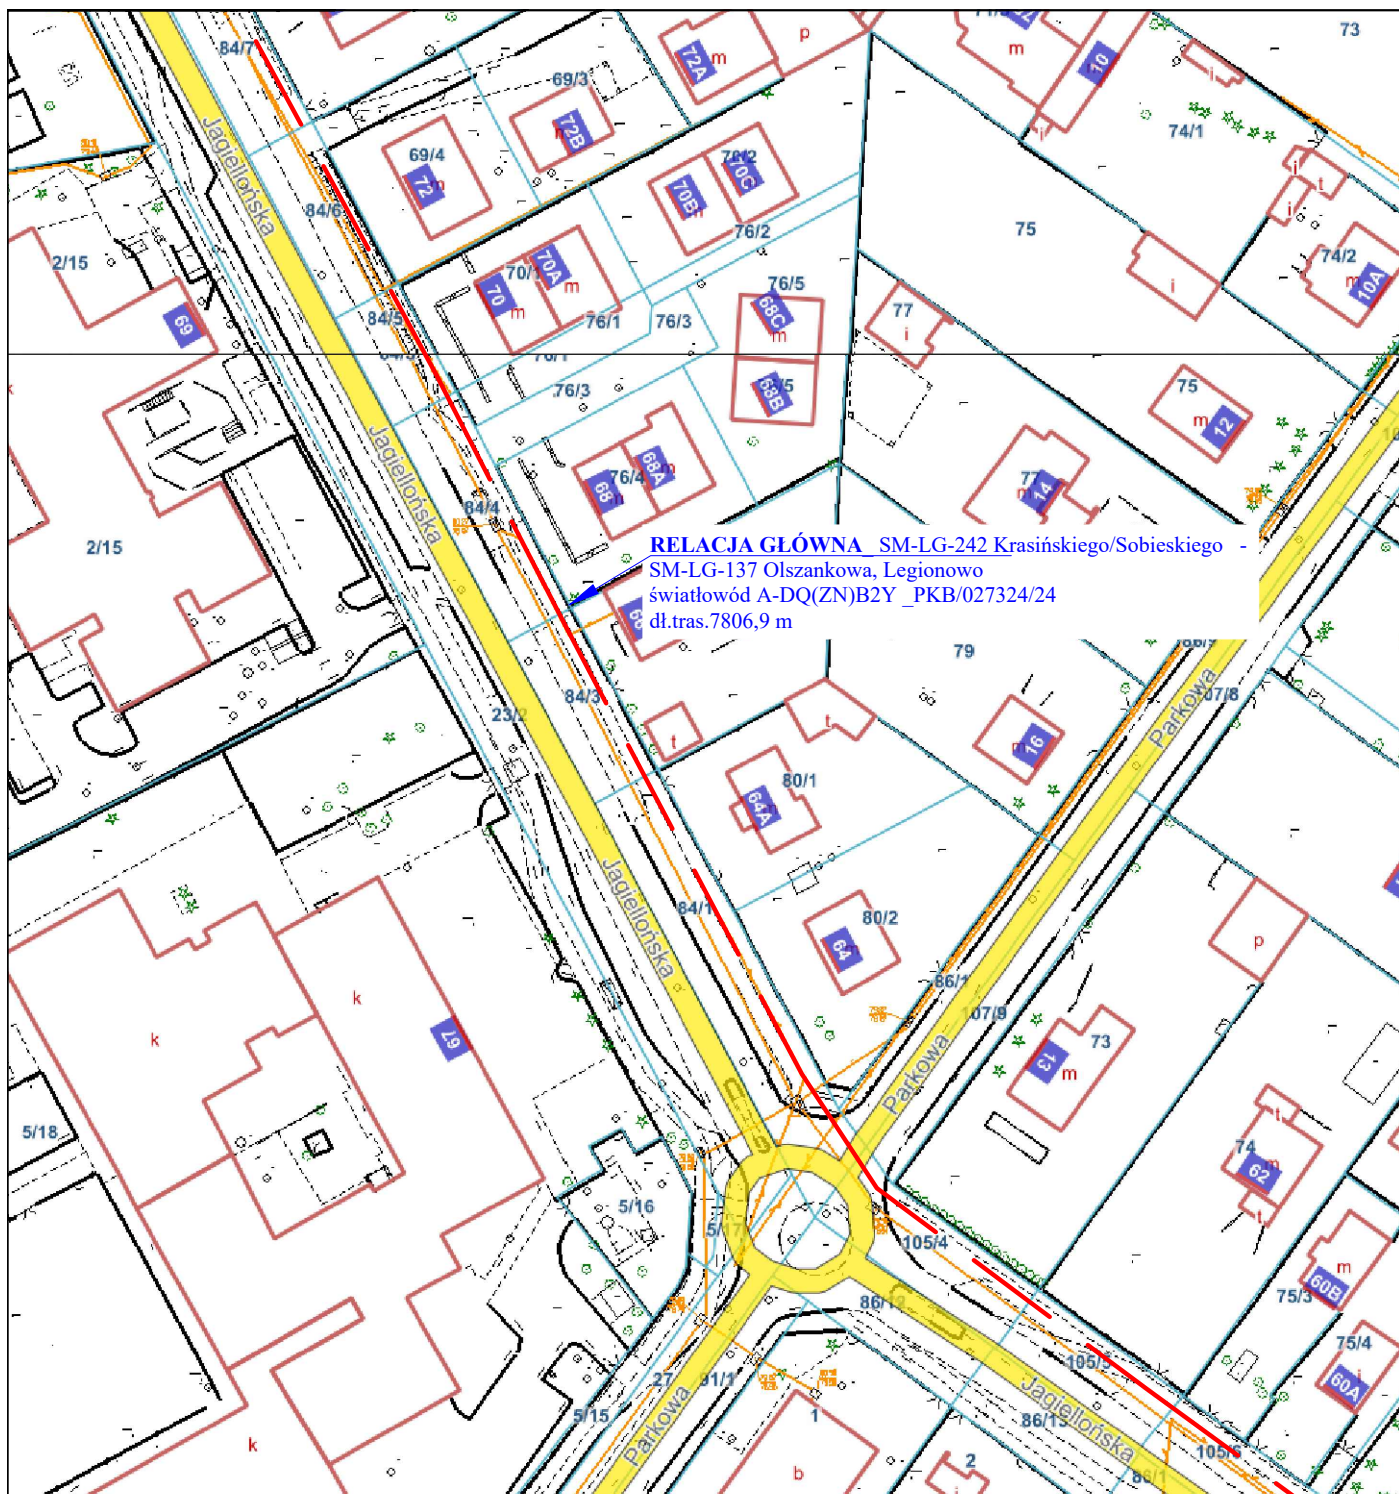 84/7
72A
m
p
m
10
73
i
69/3
72B
74/1
i
Jagiellońska
69/4
72
m
70C
70B
84/6
76/2
75
i
t
i
74/2
m
10A
2/15
69
70A
70
m
m
76/5
68C
m
77
i
i
84/5
76/1
76/3
76/3
68B
75
m
12
Jagiellońska
76/4
68A
68
77
14
84/4
2/15
RELACJA GŁÓWNA_ SM-LG-242 Krasińskiego/Sobieskiego -
SM-LG-137 Olszankowa, Legionowo
światłowód A-DQ(ZN)B2Y _PKB/027324/24
dł.tras.7806,9 m
79
Parkowa
84/3
23/2
t
16
80/1
64A
Jagiellońska
84/1
80/2
64
p
k
k
67
86/1
107/9
Parkowa
73
13
m
5/18
74
62
t
t
5/16
5/17
105/4
m
60B
75/3
86/12
75/4
60A
i
105/5
27
91/1
5/15
Parkowa
1
86/13
Jagiellońska
105/6
k
b
2
86/1